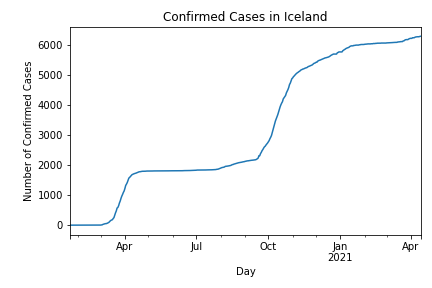 Confirmed Cases in Iceland
Number of Confirmed Cases
6000
5000
4000
3000
2000
1000
0
Apr Jul Oct Jan Apr
2021
Day